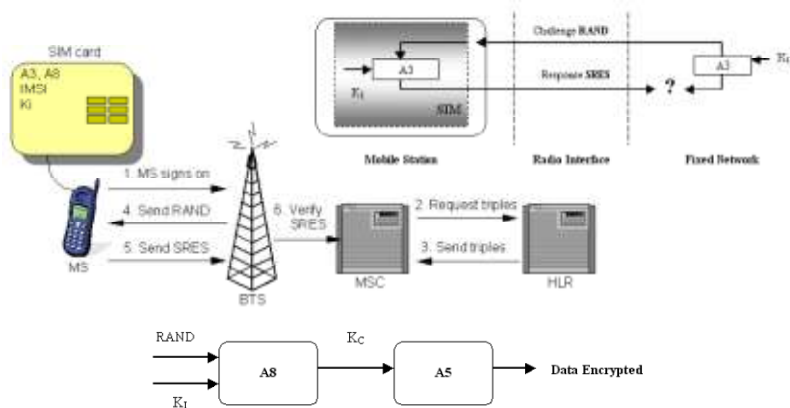 SIM card
A3, A8
IMSI
Ki
Challenge RAND
A3
Ki
Response SRES
SIM
A3
Ki
?
Mobile Station
Radio Interface
Fixed Network
1. MS signs on
4. Send RAND
5. Send SRES
MS
BTS
6. Verify
SRES
MSC
2. Request triples
3. Send triples
HLR
RAND
KI
A8
KC
A5
Data Encrypted